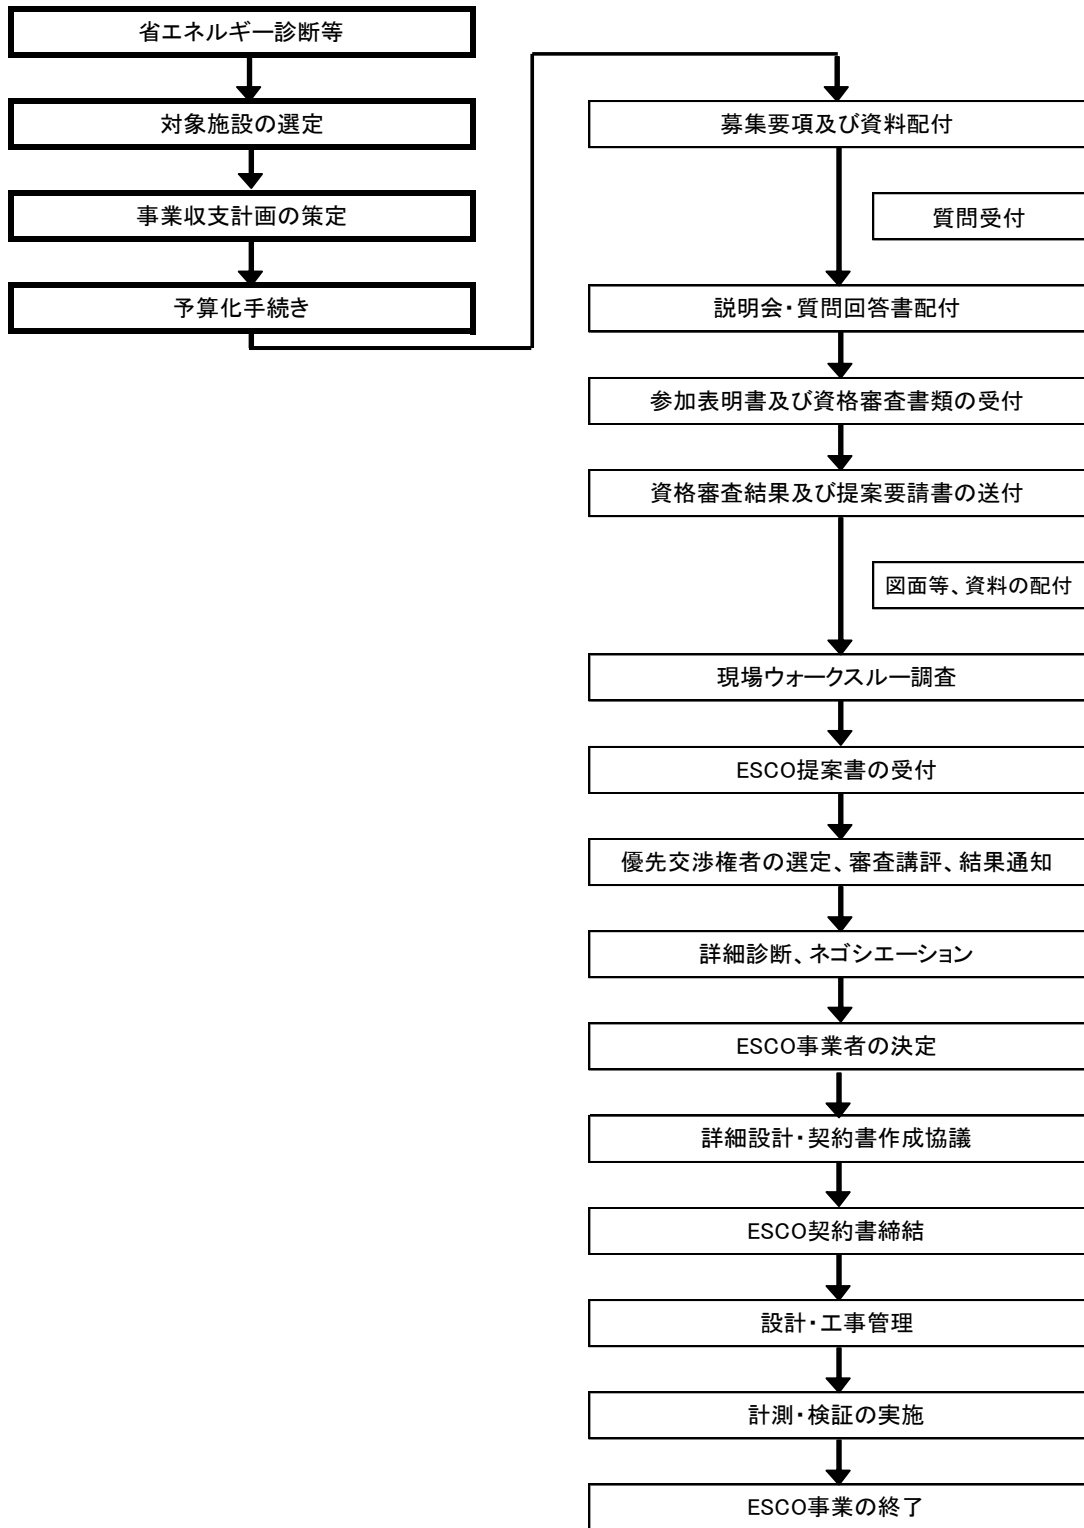 省エネルギー診断等
対象施設の選定
事業収支計画の策定
予算化手続き
募集要項及び資料配付
質問受付
説明会・質問回答書配付
参加表明書及び資格審査書類の受付
資格審査結果及び提案要請書の送付
図面等、資料の配付
現場ウォークスルー調査
ESCO提案書の受付
優先交渉権者の選定、審査講評、結果通知
詳細診断、ネゴシエーション
ESCO事業者の決定
詳細設計・契約書作成協議
ESCO契約書締結
設計・工事管理
計測・検証の実施
ESCO事業の終了